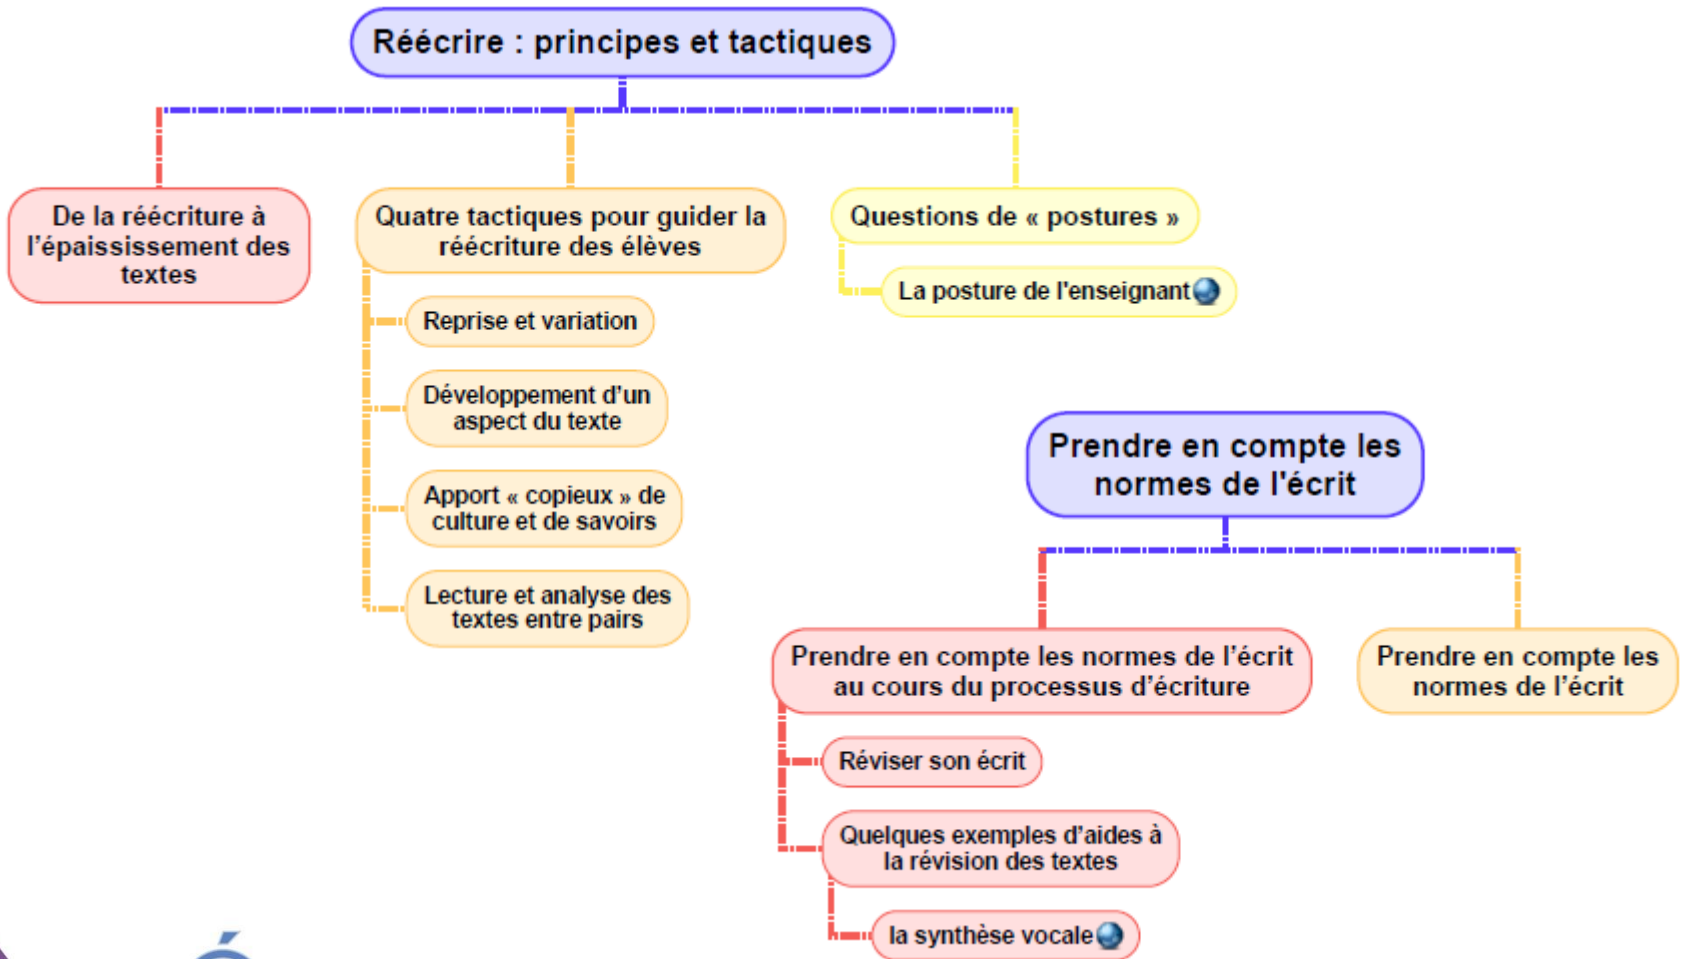 Réécrire : principes et tactiques
De la réécriture à
l'épaississement des
textes
Quatre tactiques pour guider la
réécriture des élèves
Reprise et variation
Développement d'un
aspect du texte
Apport « copieux » de
culture et de savoirs
Lecture et analyse des
textes entre pairs
Questions de « postures »
La posture de l'enseignant
Prendre en compte les
normes de l'écrit
Prendre en compte les normes de l'écrit
au cours du processus d'écriture
Réviser son écrit
Quelques exemples d'aides à
la révision des textes
la synthèse vocale
Prendre en compte les
normes de l'écrit